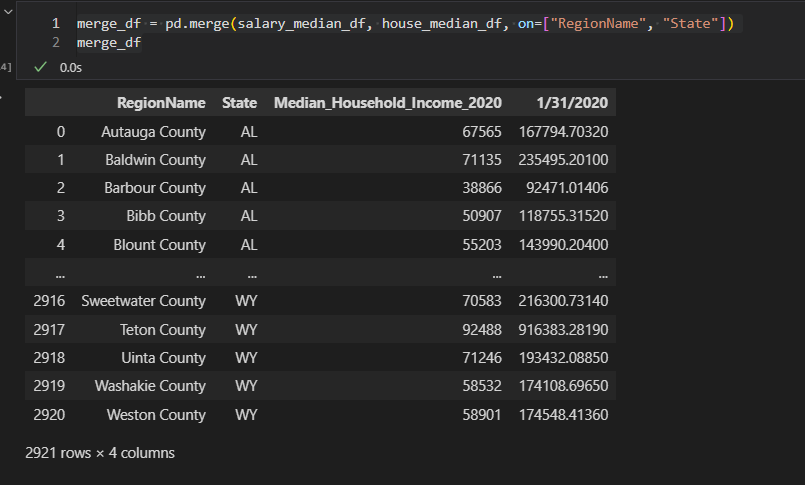 1 merge_df = pd.merge(salary_median_df, house_median_df, on=["RegionName", "State"])
2 merge_df
4]
0.0s
RegionName State Median_Household_Income_2020 1/31/2020
0 Autauga County AL 67565 167794.70320
1 Baldwin County AL 71135 235495.20100
2 Barbour County AL 38866 92471.01406
3 Bibb County AL 50907 118755.31520
4 Blount County AL 55203 143990.20400
... ... ... ... ...
2916 Sweetwater County WY 70583 216300.73140
2917 Teton County WY 92488 916383.28190
2918 Uinta County WY 71246 193432.08850
2919 Washakie County WY 58532 174108.69650
2920 Weston County WY 58901 174548.41360
2921 rows × 4 columns